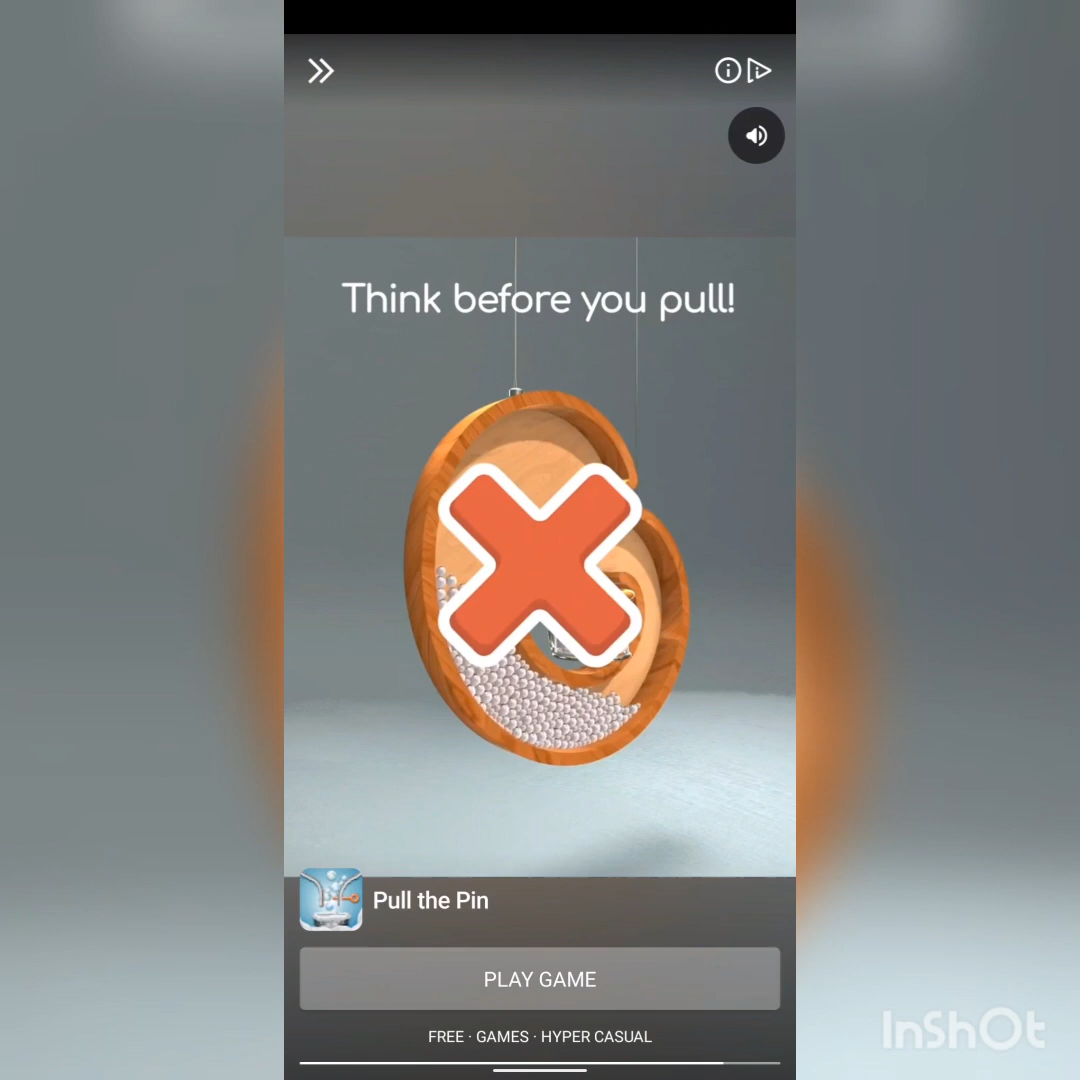 Think before you pull!
Pull the Pin
PLAY GAME
FREE · GAMES · HYPER CASUAL
InShOt